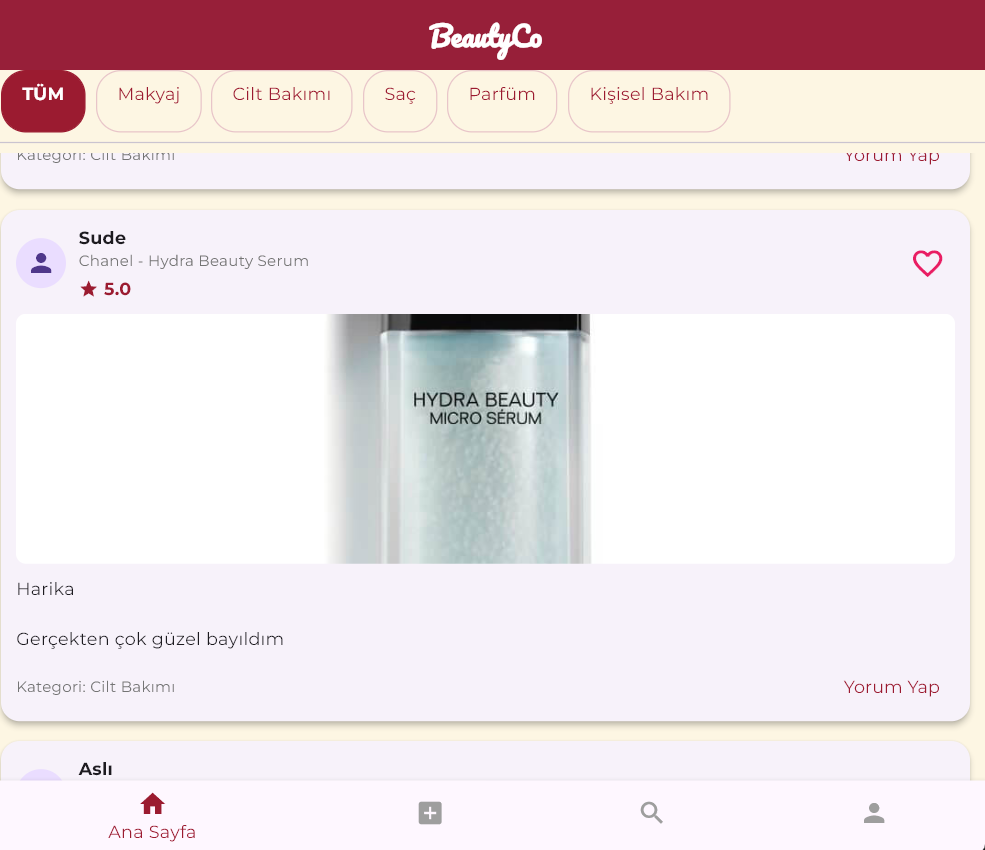 BeautyCo
TÜM Makyaj Cilt Bakımı Saç Parfüm Kişisel Bakım
Kategori: Cilt Bakımı Yorum Yap
Sude
Chanel - Hydra Beauty Serum
5.0
HYDRA BEAUTY
MICRO SÉRUM
Harika
Gerçekten çok güzel bayıldım
Kategori: Cilt Bakımı Yorum Yap
Aslı
Ana Sayfa